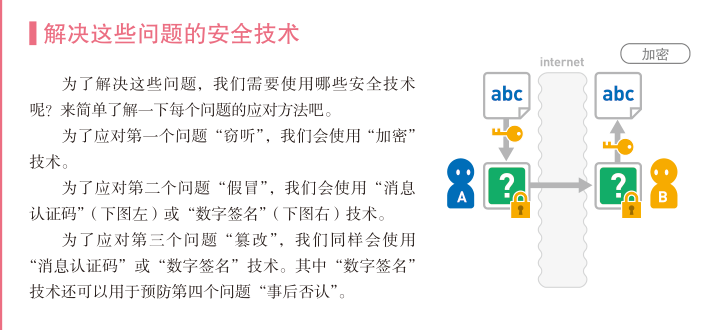 解决这些问题的安全技术
为了解决这些问题，我们需要使用哪些安全技术
呢？来简单了解一下每个问题的应对方法吧。
为了应对第一个问题“窃听”，我们会使用“加密”
技术。
为了应对第二个问题“假冒”，我们会使用“消息
认证码”（下图左）或“数字签名”（下图右）技术。
为了应对第三个问题“篡改”，我们同样会使用
“消息认证码”或“数字签名”技术。其中“数字签名”
技术还可以用于预防第四个问题“事后否认”。
加密
internet
abc
abc
A
?
?
B